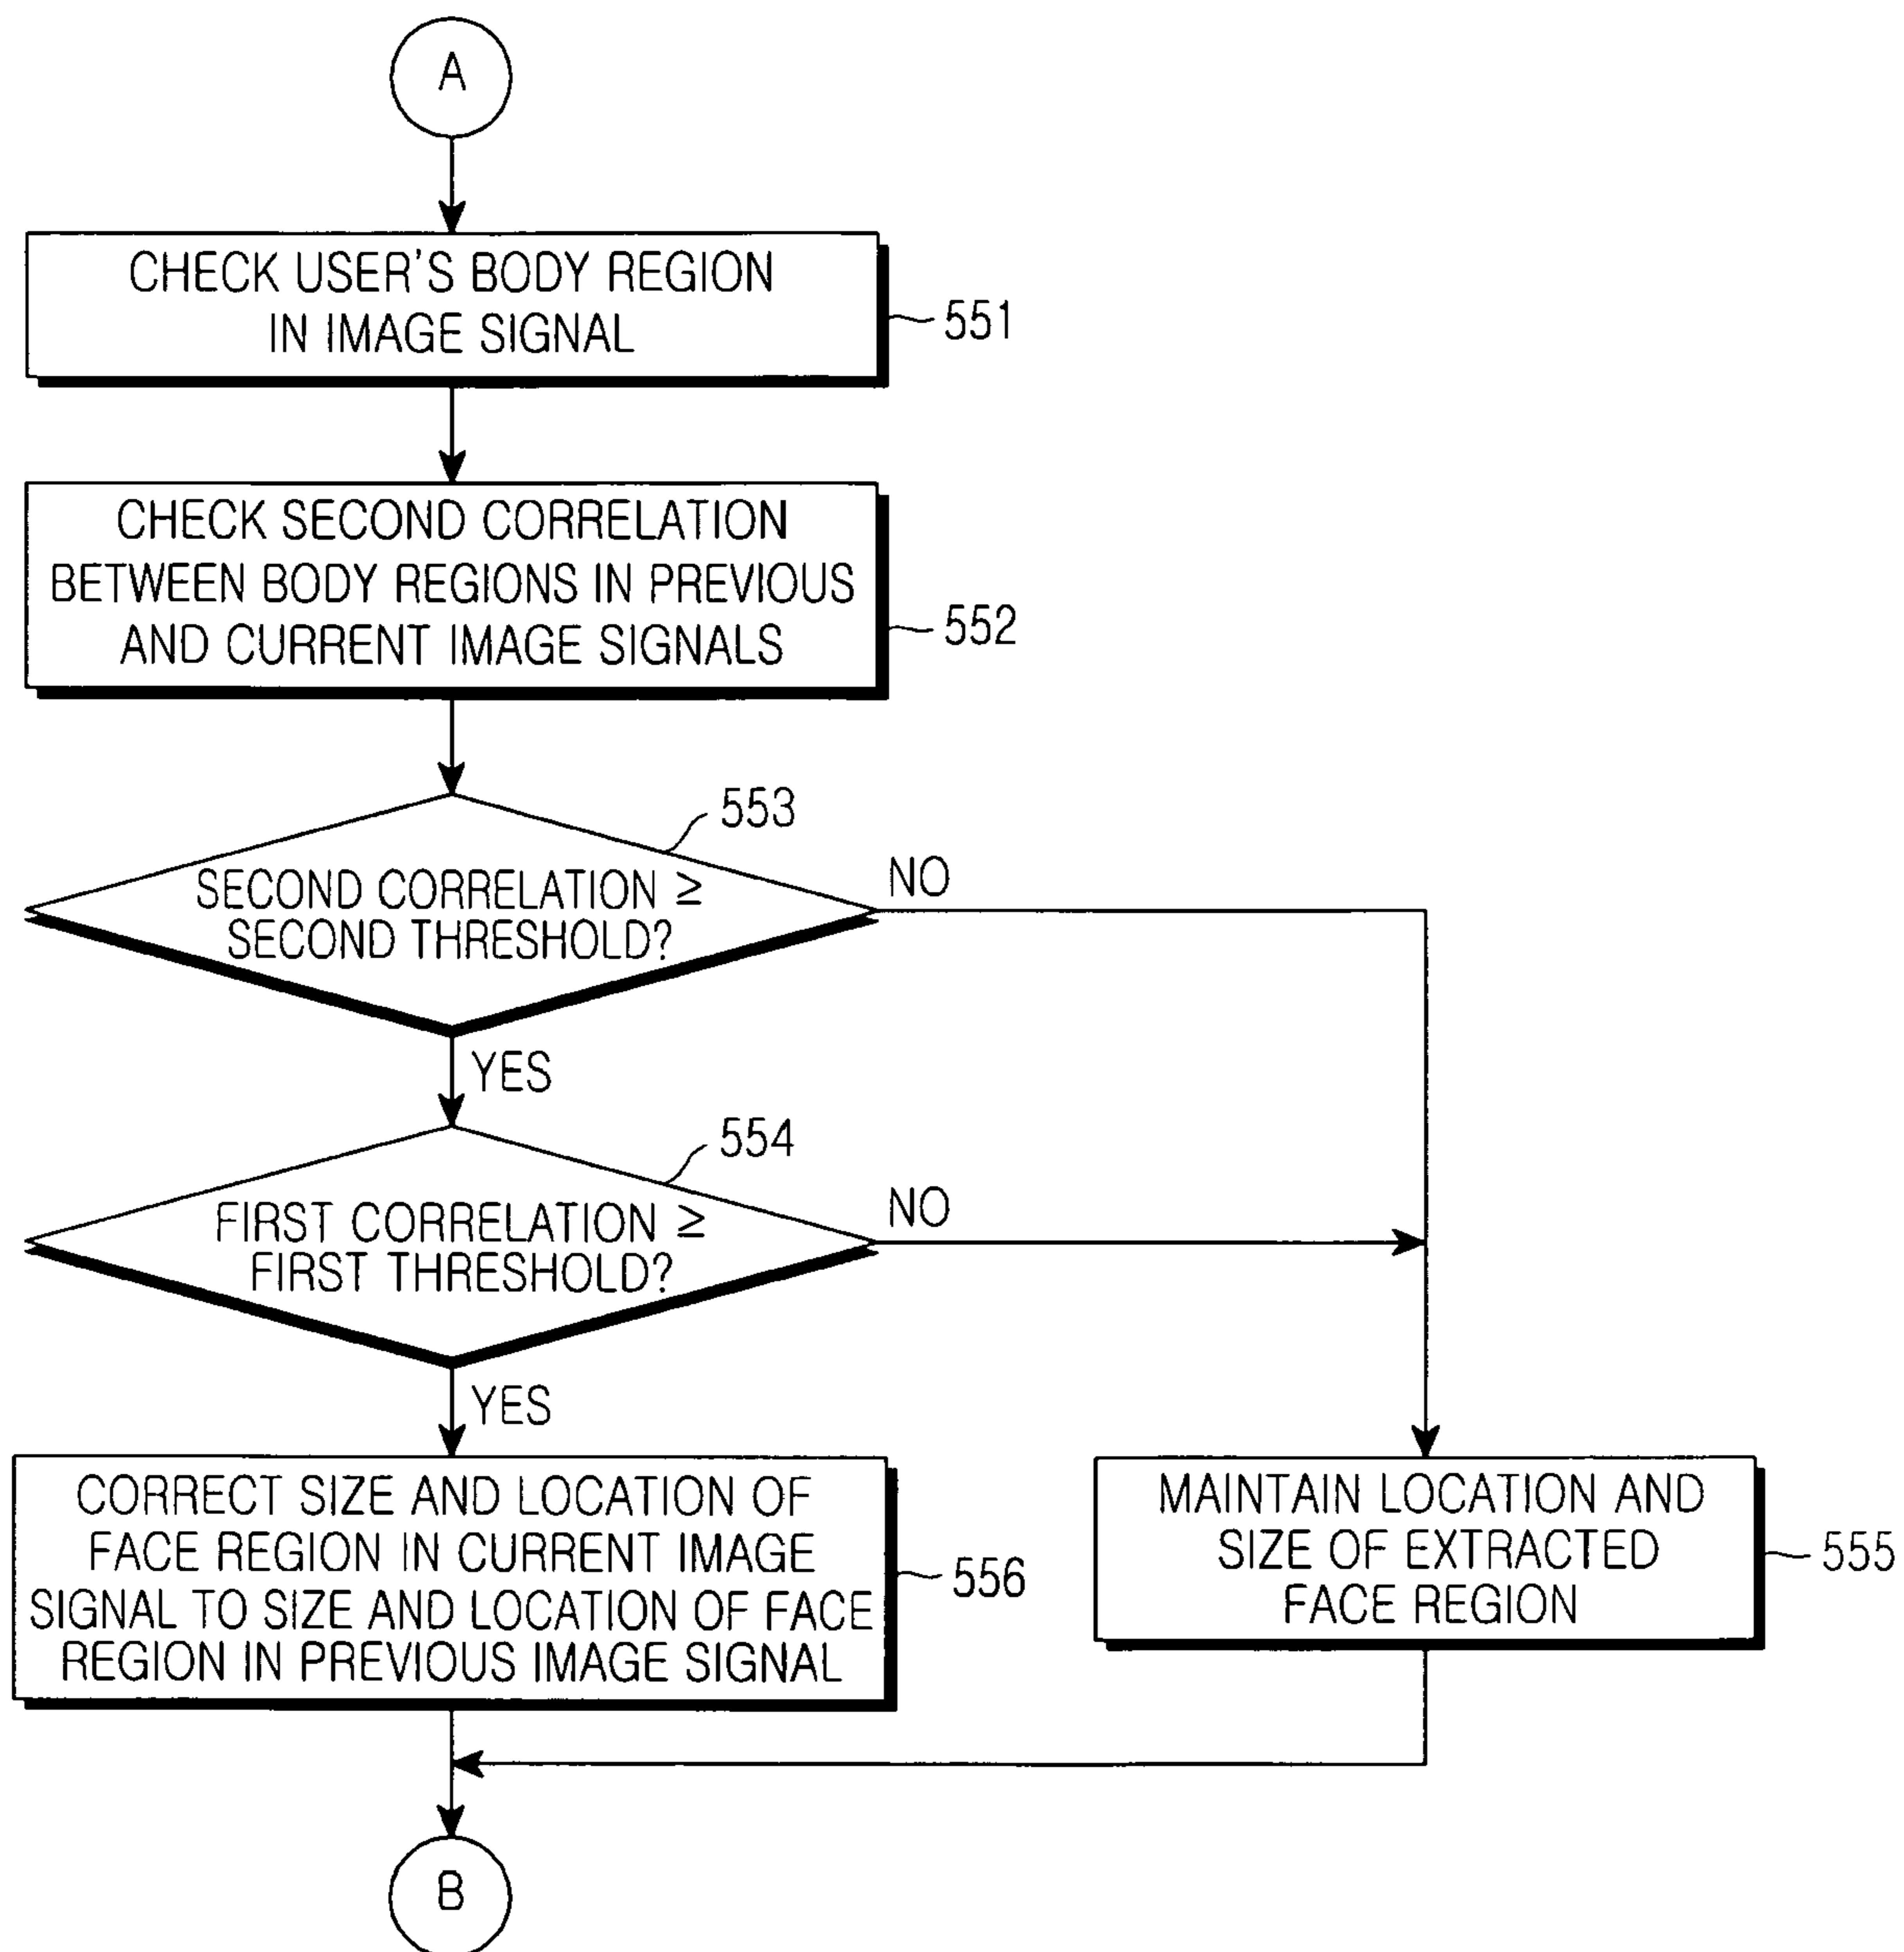 A
CHECK USER'S BODY REGION
IN IMAGE SIGNAL
551
CHECK SECOND CORRELATION
BETWEEN BODY REGIONS IN PREVIOUS
AND CURRENT IMAGE SIGNALS
552
553
SECOND CORRELATION ≥
SECOND THRESHOLD?
NO
YES
554
FIRST CORRELATION ≥
FIRST THRESHOLD?
NO
YES
CORRECT SIZE AND LOCATION OF
FACE REGION IN CURRENT IMAGE
SIGNAL TO SIZE AND LOCATION OF FACE
REGION IN PREVIOUS IMAGE SIGNAL
556
MAINTAIN LOCATION AND
SIZE OF EXTRACTED
FACE REGION
555
B